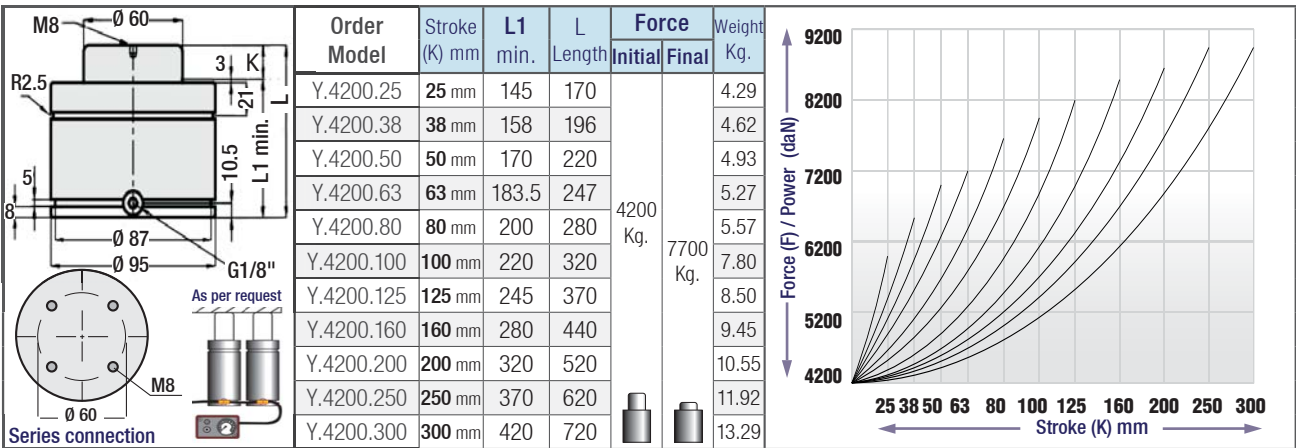 M8
Ø 60
3
K
R2.5
21
L
L1 min.
10.5
5
8
Ø 87
Ø 95
G1/8"
As per request
M8
Ø 60
Series connection
Order Model Stroke (K) mm L1 min. L Length Force Initial Final Weight Kg.
Y.4200.25 25 mm 145 170 4.29
Y.4200.38 38 mm 158 196 4.62
Y.4200.50 50 mm 170 220 4.93
Y.4200.63 63 mm 183.5 247 5.27
Y.4200.80 80 mm 200 280 5.57
Y.4200.100 100 mm 220 320 7.80
Y.4200.125 125 mm 245 370 8.50
Y.4200.160 160 mm 280 440 9.45
Y.4200.200 200 mm 320 520 10.55
Y.4200.250 250 mm 370 620 11.92
Y.4200.300 300 mm 420 720 13.29
4200 Kg.
7700 Kg.
Force (F) / Power (daN)
9200
8200
7200
6200
5200
4200
25 38 50 63 80 100 125 160 200 250 300
Stroke (K) mm